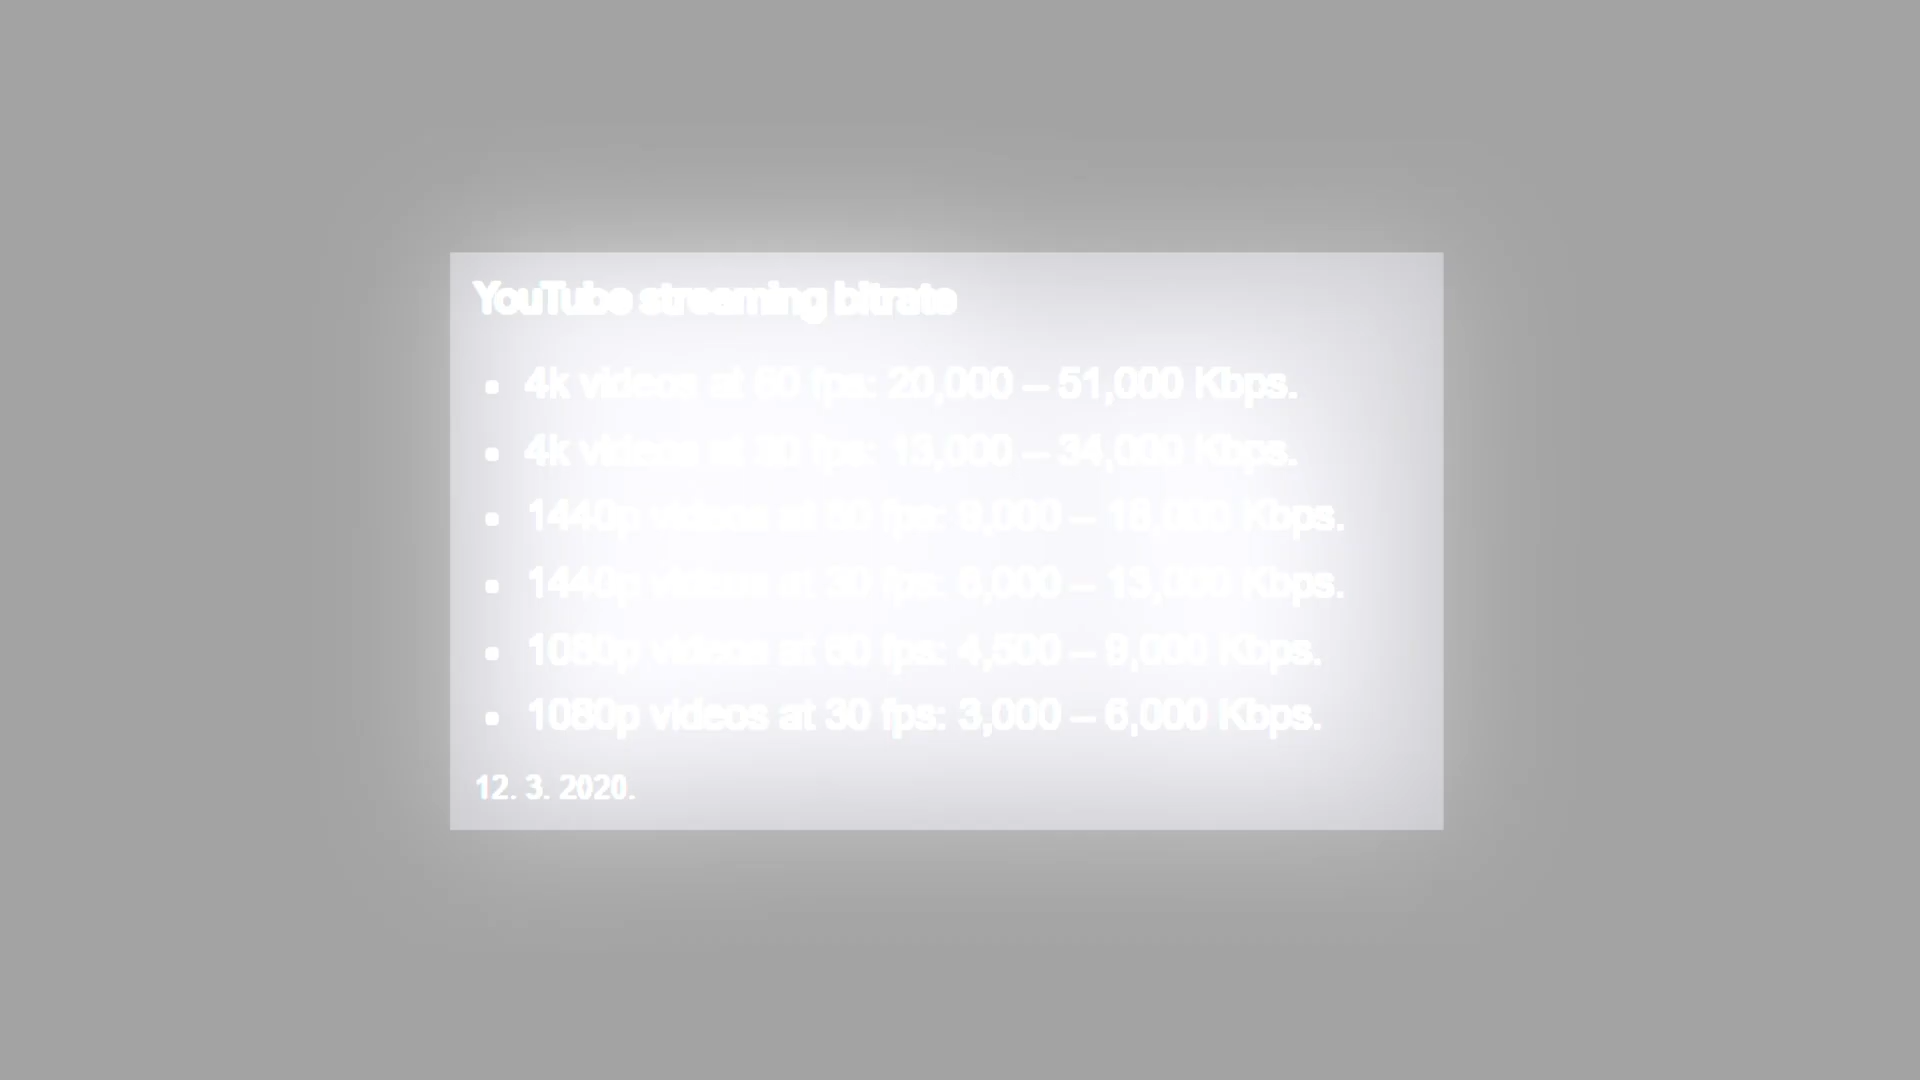 YouTube streaming bitrate
• 4k videos at 60 fps: 20,000 – 51,000 Kbps.
• 4k videos at 30 fps: 13,000 – 34,000 Kbps.
• 1440p videos at 60 fps: 9,000 – 18,000 Kbps.
• 1440p videos at 30 fps: 6,000 – 13,000 Kbps.
• 1080p videos at 60 fps: 4,500 – 9,000 Kbps.
• 1080p videos at 30 fps: 3,000 – 6,000 Kbps.
12. 3. 2020.